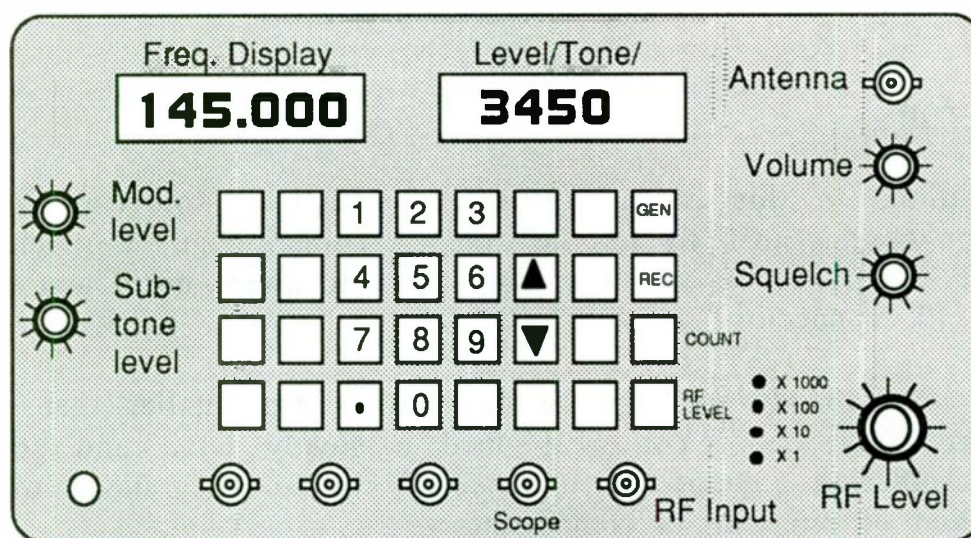 Freq. Display
Level/Tone/
145.000
3450
Antenna
Volume
Squelch
Mod.
level
Sub-
tone
level
1 2 3 GEN
4 5 6 ▲ REC
7 8 9 ▼ COUNT
. 0 RF
LEVEL
X 1000
X 100
X 10
X 1
Scope
RF Input
RF Level